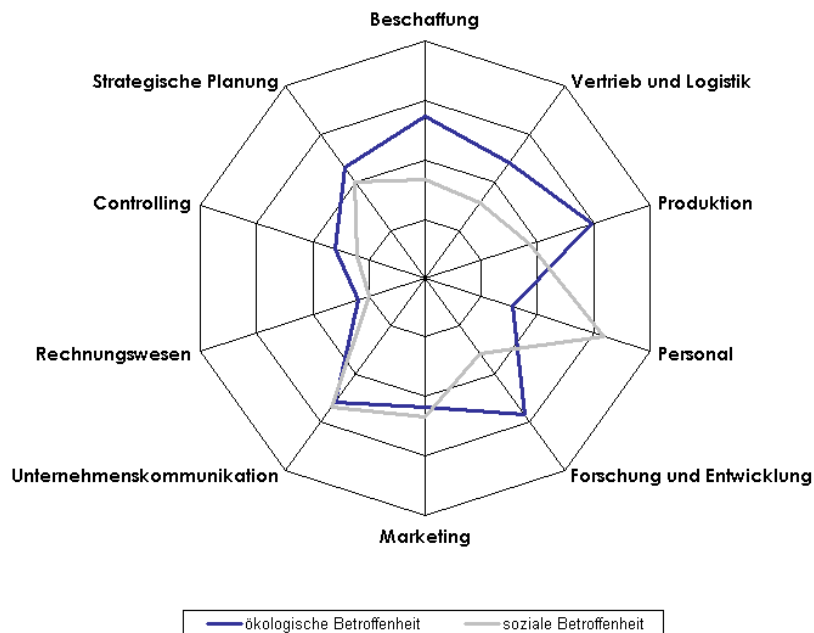 Beschaffung
Strategische Planung
Vertrieb und Logistik
Controlling
Produktion
Rechnungswesen
Personal
Unternehmenskommunikation
Forschung und Entwicklung
Marketing
ökologische Betroffenheit
soziale Betroffenheit